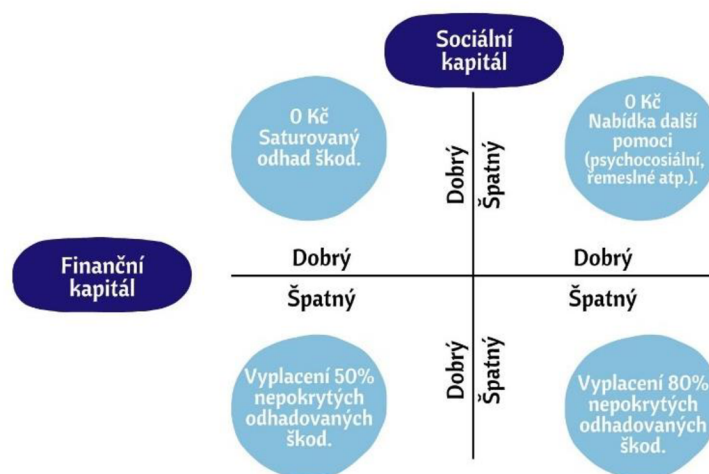 Sociální
kapitál
0 Kč
Saturovaný
odhad škod.
0 Kč
Nabídka další
pomoci
(psychocosiální,
řemeslné atp.).
Dobrý
Špatný
Finanční
kapitál
Dobrý
Dobrý
Špatný
Špatný
Dobrý
Špatný
Vyplacení 50%
nepokrytých
odhadovaných
škod.
Vyplacení 80%
nepokrytých
odhadovaných
škod.